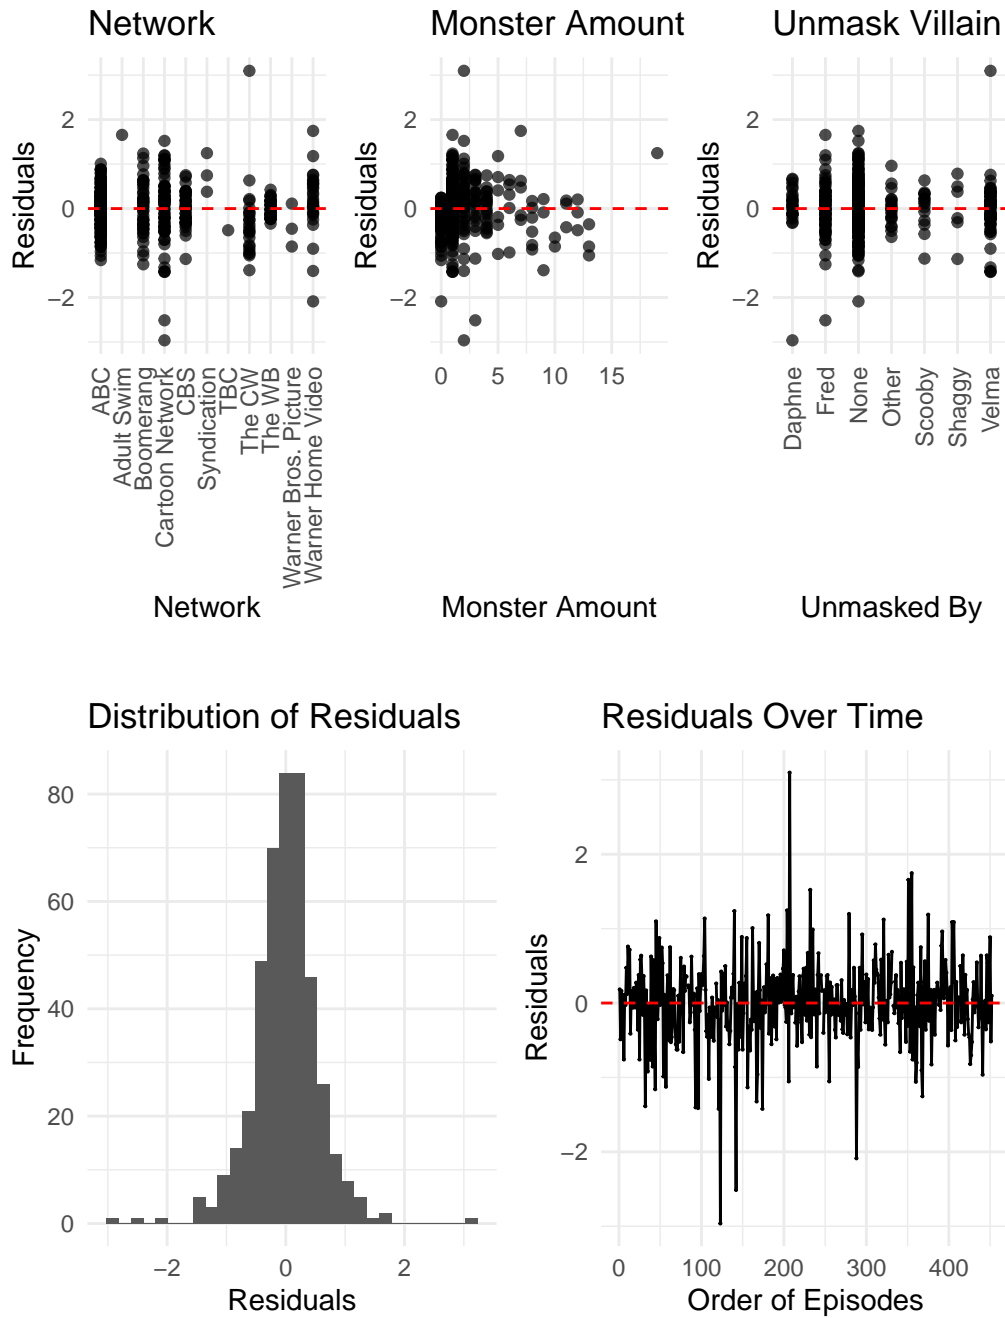 Network
Monster Amount
Unmask Villain
Residuals
2
0
−2
ABC
Adult Swim
Boomerang
Cartoon Network
CBS
Syndication
TBC
The CW
The WB
Warner Bros. Picture
Warner Home Video
Network
Residuals
2
0
−2
0
5
10
15
Monster Amount
Residuals
2
0
−2
Daphne
Fred
None
Other
Scooby
Shaggy
Velma
Unmasked By
Distribution of Residuals
Frequency
80
60
40
20
0
−2
0
2
Residuals
Residuals Over Time
Residuals
2
0
−2
0
100
200
300
400
Order of Episodes